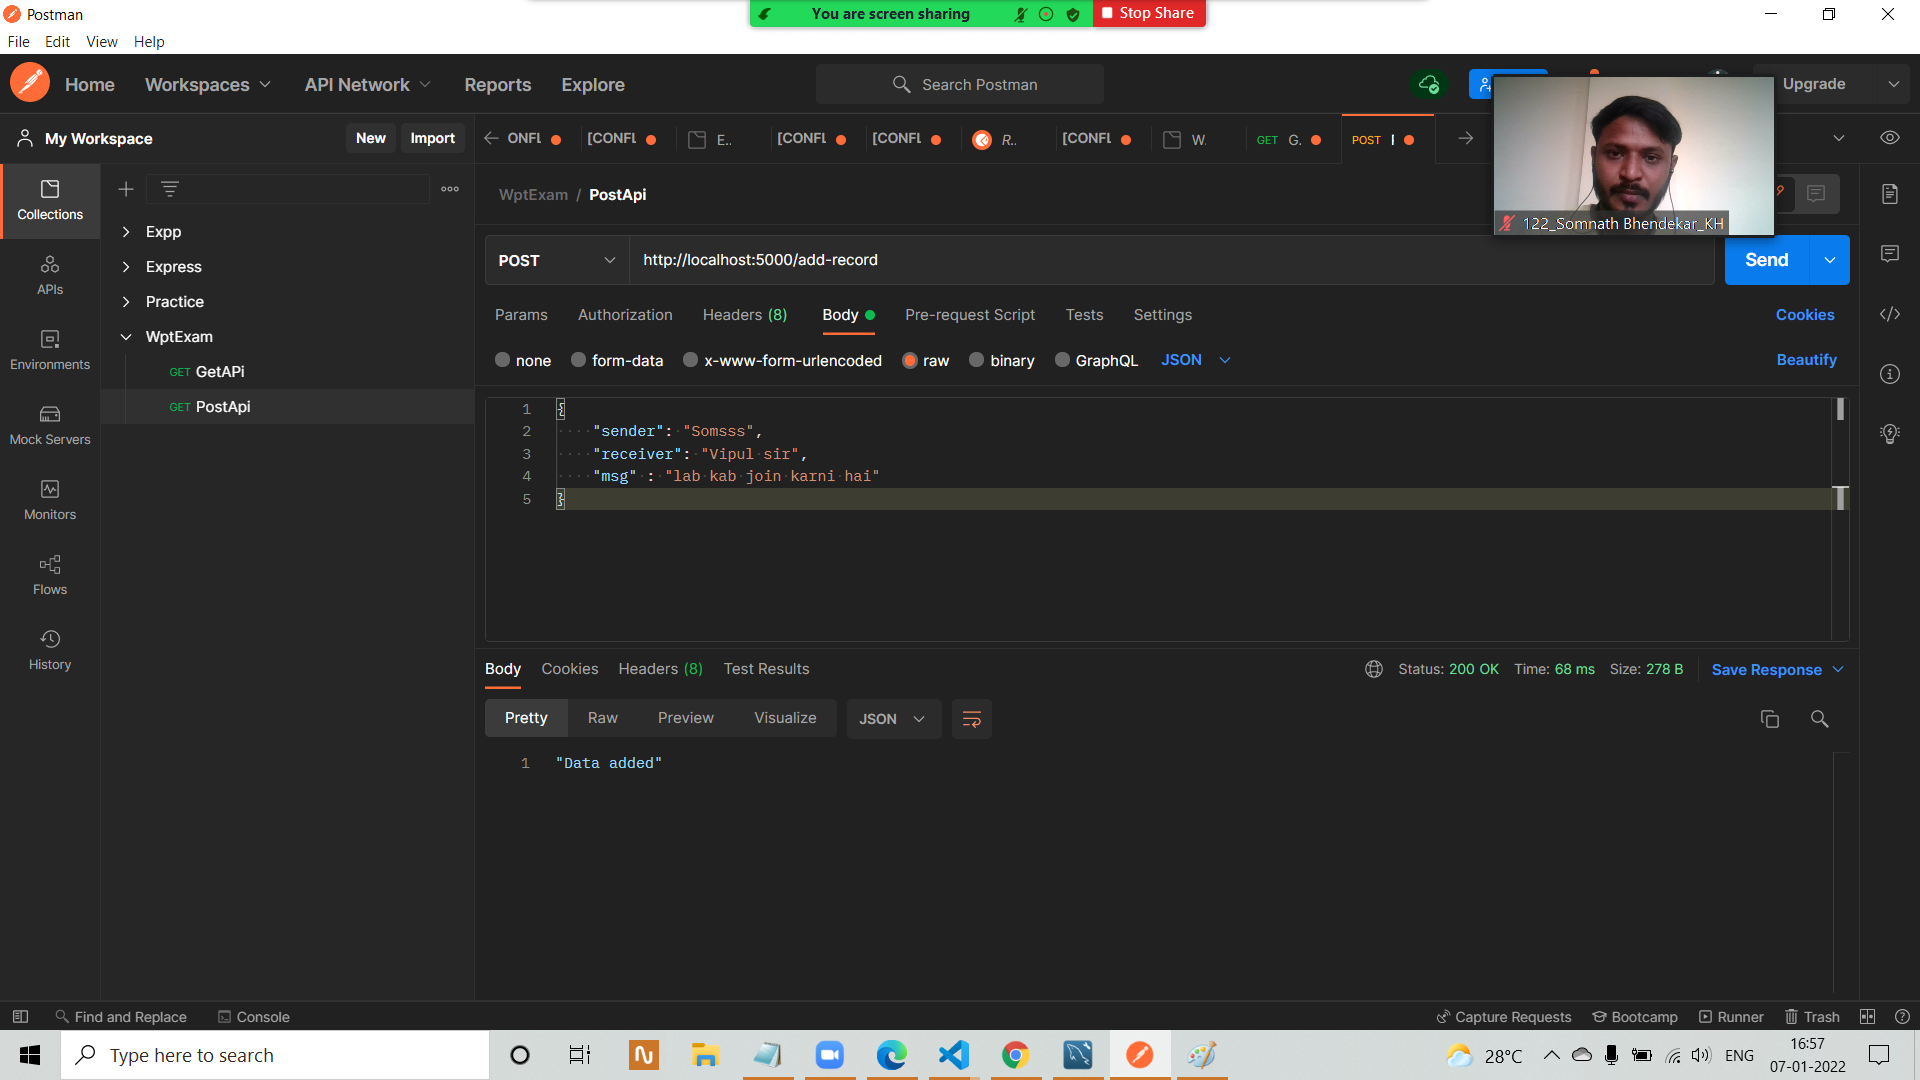 Postman
You are screen sharing
Stop Share
File Edit View Help
Home Workspaces API Network Reports Explore
Search Postman
Upgrade
My Workspace
New Import
ONFL [CONFL E.. [CONFL [CONFL R.. [CONFL W. GET G. POST
Collections
APIs
Environments
Mock Servers
Monitors
Flows
History
Expp
Express
Practice
WptExam
GET GetAPi
GET PostApi
WptExam / PostApi
122_Somnath Bhendekar_KH
POST http://localhost:5000/add-record Send
Params Authorization Headers (8) Body Pre-request Script Tests Settings Cookies
none form-data x-www-form-urlencoded raw binary GraphQL JSON Beautify
1 {
2 "sender": "Somsss",
3 "receiver": "Vipul sir",
4 "msg" : "lab kab join karni hai"
5 }
Body Cookies Headers (8) Test Results Status: 200 OK Time: 68 ms Size: 278 B Save Response
Pretty Raw Preview Visualize JSON
1 "Data added"
Find and Replace Console Capture Requests Bootcamp Runner Trash
Type here to search
28°C ENG
16:57
07-01-2022